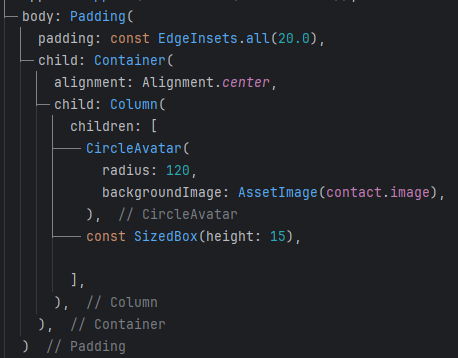 body: Padding(
padding: const EdgeInsets.all(20.0),
child: Container(
alignment: Alignment.center,
child: Column(
children: [
CircleAvatar(
radius: 120,
backgroundImage: AssetImage(contact.image),
), // CircleAvatar
const SizedBox(height: 15),
],
), // Column
), // Container
) // Padding